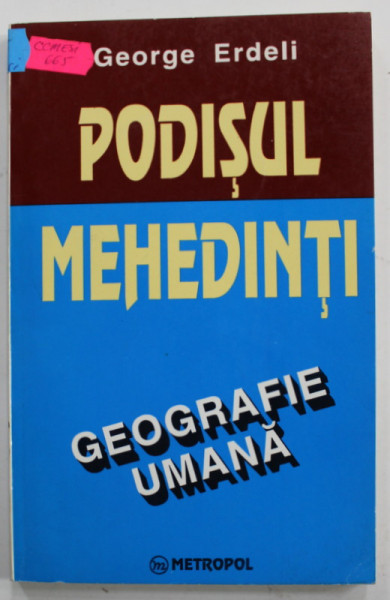 George Erdeli
PODIȘUL
MEHEDINȚI
GEOGRAFIE
UMANĂ
m METROPOL